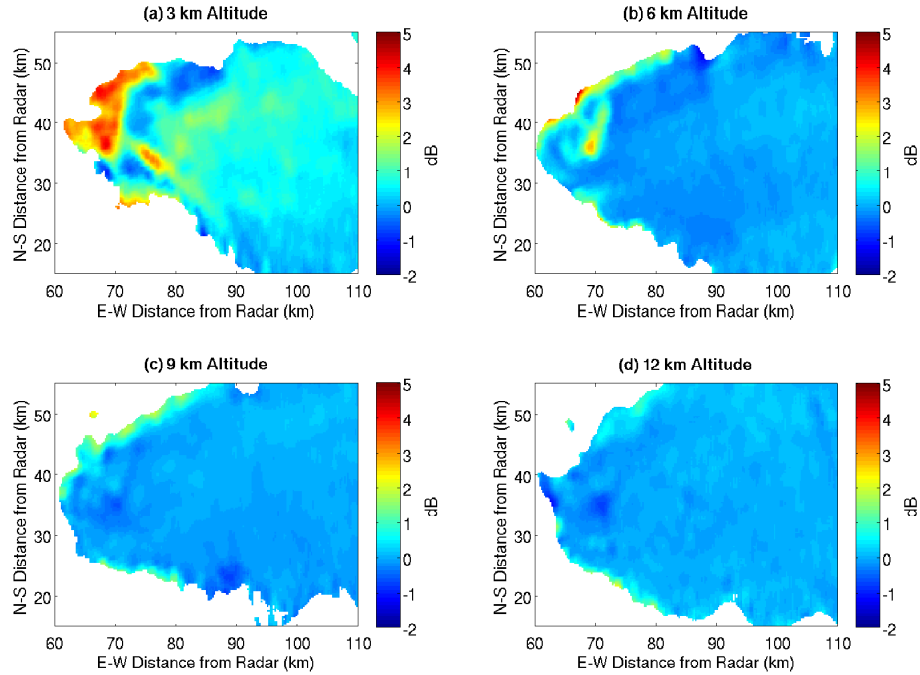 (a) 3 km Altitude
N-S Distance from Radar (km)
50
40
30
20
60 70 80 90 100 110
E-W Distance from Radar (km)
5
4
3
2
1
0
-1
-2
dB
(b) 6 km Altitude
N-S Distance from Radar (km)
50
40
30
20
60 70 80 90 100 110
E-W Distance from Radar (km)
5
4
3
2
1
0
-1
-2
dB
(c) 9 km Altitude
N-S Distance from Radar (km)
50
40
30
20
60 70 80 90 100 110
E-W Distance from Radar (km)
5
4
3
2
1
0
-1
-2
dB
(d) 12 km Altitude
N-S Distance from Radar (km)
50
40
30
20
60 70 80 90 100 110
E-W Distance from Radar (km)
5
4
3
2
1
0
-1
-2
dB